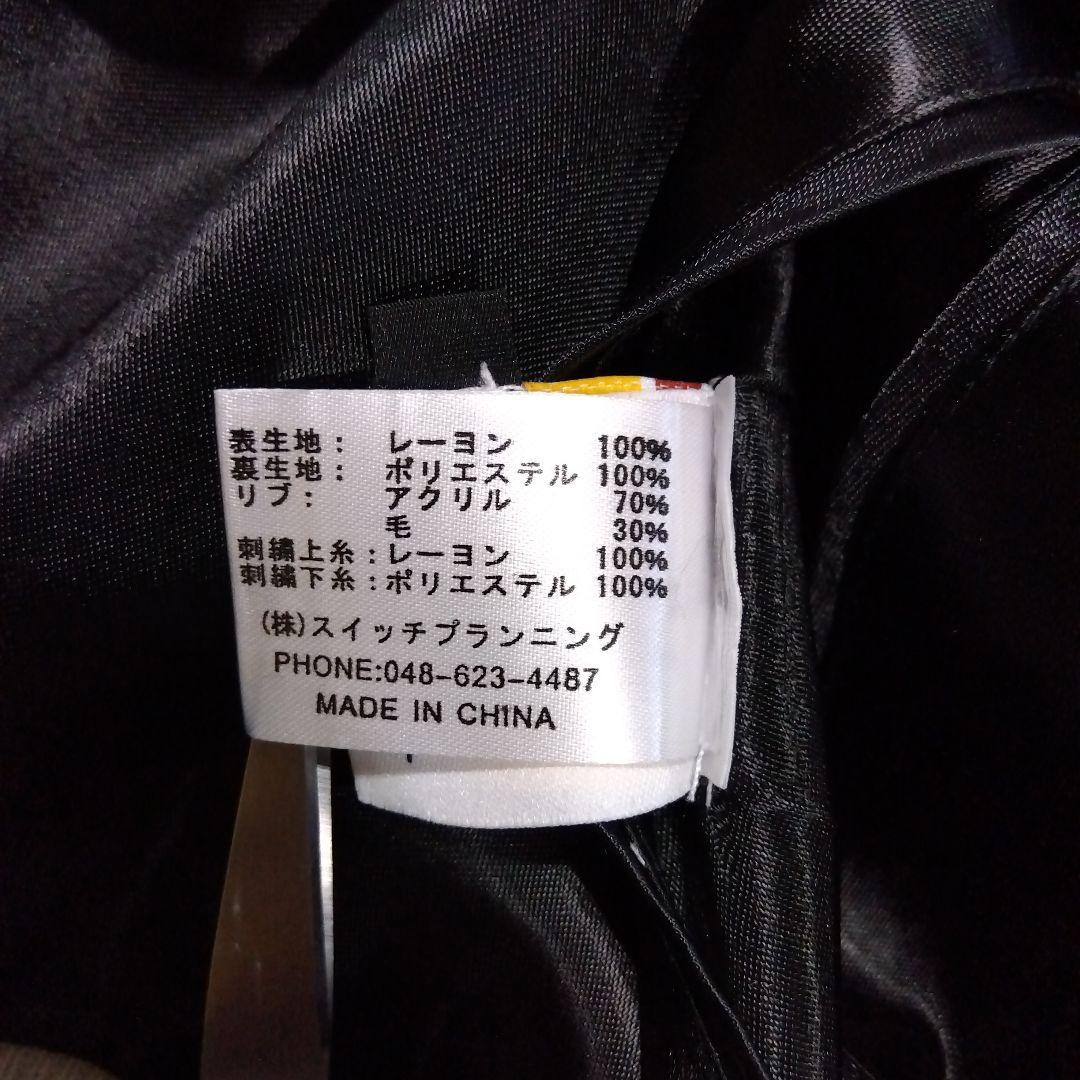 表生地： レーヨン 100%
裏生地： ポリエステル 100%
リブ： アクリル 70%
毛 30%
刺繍上糸：レーヨン 100%
刺繍下糸：ポリエステル 100%
(株)スイッチプランニング
PHONE:048-623-4487
MADE IN CHINA